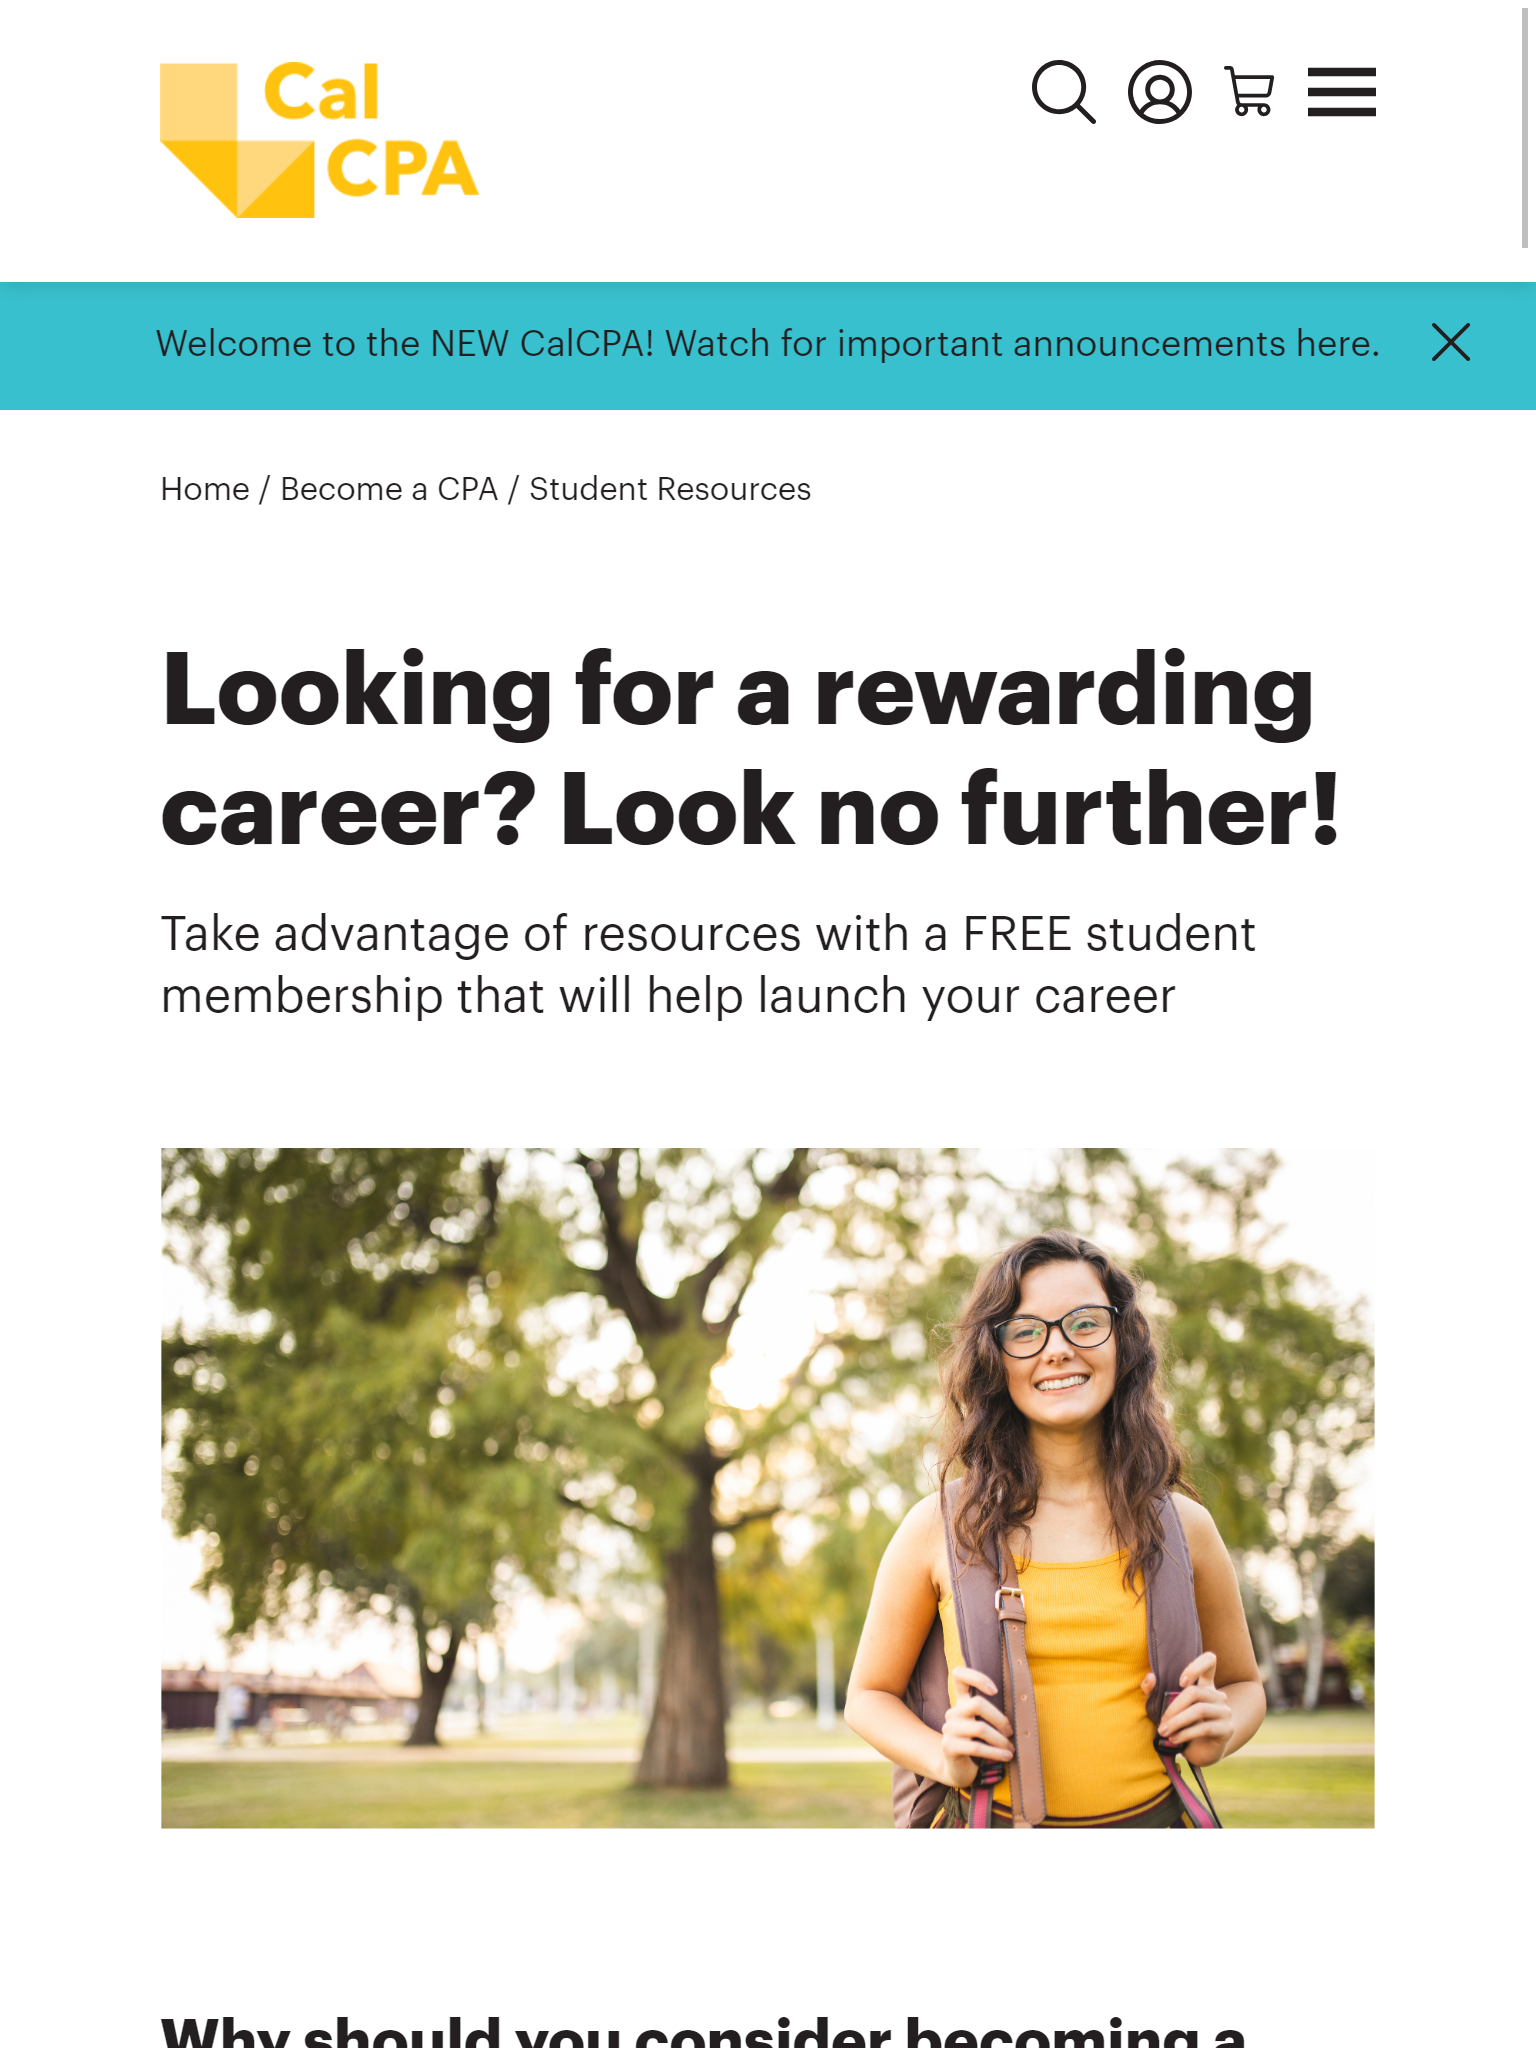 Cal
CPA
Welcome to the NEW CalCPA! Watch for important announcements here.
Home / Become a CPA / Student Resources
Looking for a rewarding
career? Look no further!
Take advantage of resources with a FREE student
membership that will help launch your career
Why should you consider becoming a